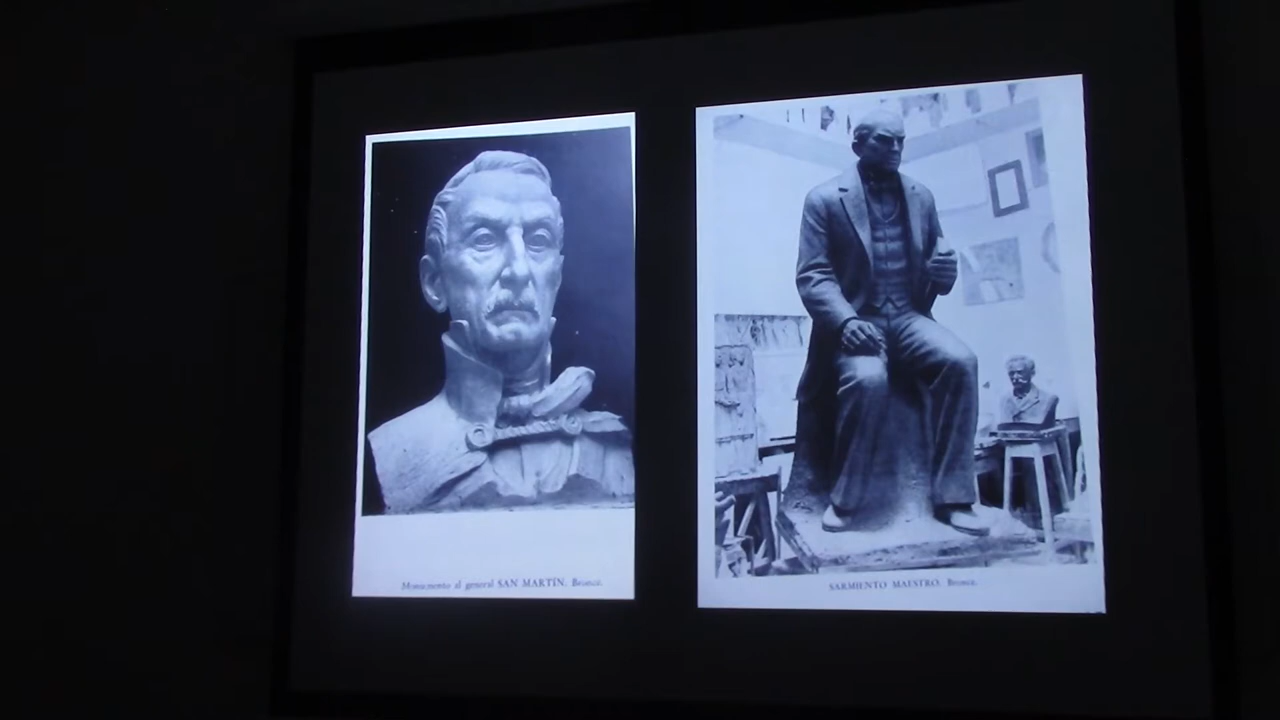 Monumento al general SAN MARTÍN. Bronce.
SARMIENTO MAESTRO. Bronce.